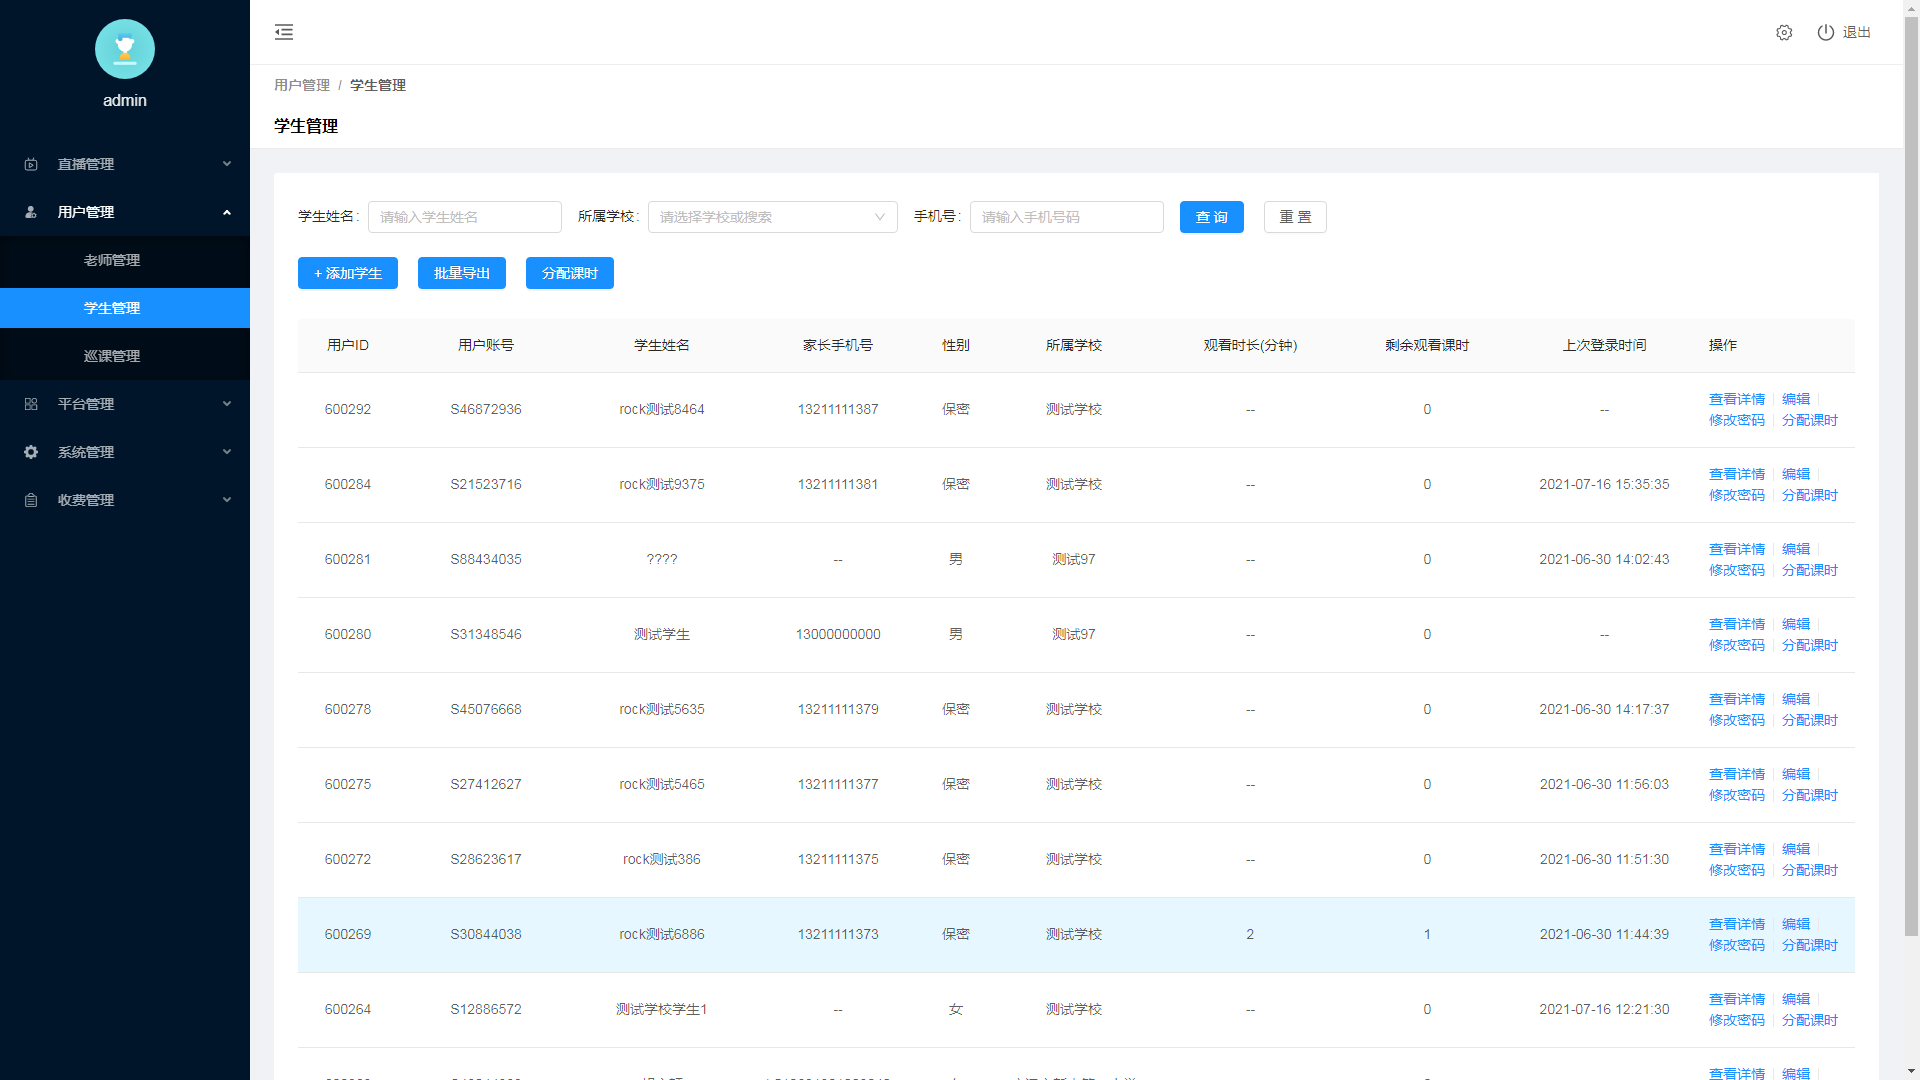 admin
直播管理
用户管理
老师管理
学生管理
巡课管理
平台管理
系统管理
收费管理
退出
用户管理 / 学生管理
学生管理
学生姓名: 请输入学生姓名 所属学校: 请选择学校或搜索 手机号: 请输入手机号码 查 询 重 置
+ 添加学生 批量导出 分配课时
用户ID 用户账号 学生姓名 家长手机号 性别 所属学校 观看时长(分钟) 剩余观看课时 上次登录时间 操作
600292 S46872936 rock测试8464 13211111387 保密 测试学校 -- 0 -- 查看详情 编辑
修改密码 分配课时
600284 S21523716 rock测试9375 13211111381 保密 测试学校 -- 0 2021-07-16 15:35:35 查看详情 编辑
修改密码 分配课时
600281 S88434035 ???? -- 男 测试97 -- 0 2021-06-30 14:02:43 查看详情 编辑
修改密码 分配课时
600280 S31348546 测试学生 13000000000 男 测试97 -- 0 -- 查看详情 编辑
修改密码 分配课时
600278 S45076668 rock测试5635 13211111379 保密 测试学校 -- 0 2021-06-30 14:17:37 查看详情 编辑
修改密码 分配课时
600275 S27412627 rock测试5465 13211111377 保密 测试学校 -- 0 2021-06-30 11:56:03 查看详情 编辑
修改密码 分配课时
600272 S28623617 rock测试386 13211111375 保密 测试学校 -- 0 2021-06-30 11:51:30 查看详情 编辑
修改密码 分配课时
600269 S30844038 rock测试6886 13211111373 保密 测试学校 2 1 2021-06-30 11:44:39 查看详情 编辑
修改密码 分配课时
600264 S12886572 测试学校学生1 -- 女 测试学校 -- 0 2021-07-16 12:21:30 查看详情 编辑
修改密码 分配课时
查看详情 编辑